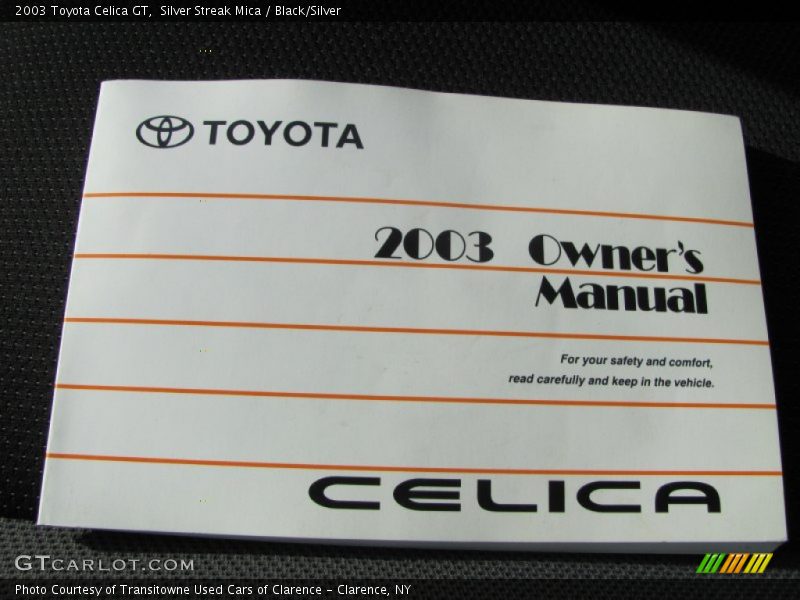 2003 Toyota Celica GT, Silver Streak Mica / Black/Silver
TOYOTA
2003 Owner's
Manual
For your safety and comfort,
read carefully and keep in the vehicle.
CELICA
GTCARLOT.COM
Photo Courtesy of Transitowne Used Cars of Clarence - Clarence, NY